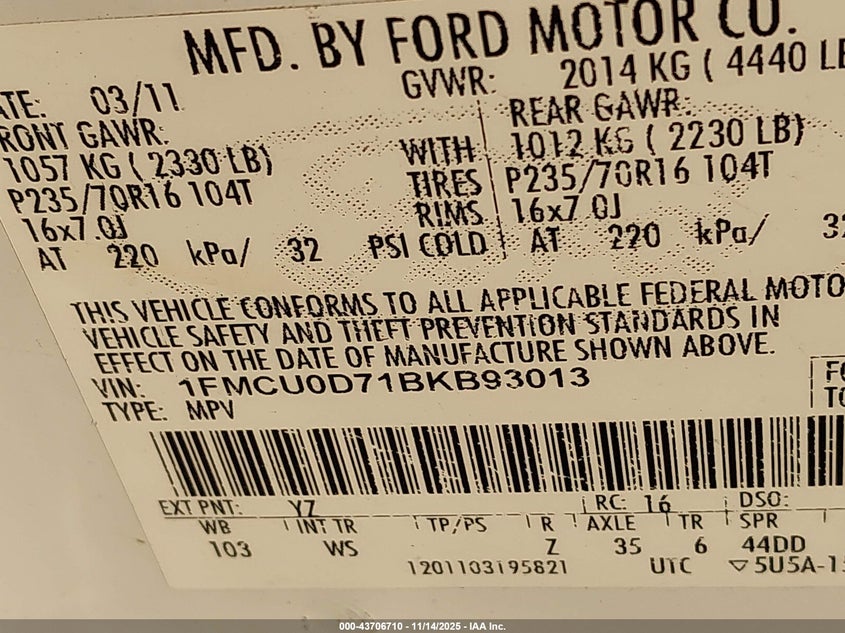 MFD. BY FORD MOTOR CO.
ATE: 03/11 GVWR: 2014 KG ( 4440 LB
RONT GAWR: REAR GAWR:
1057 KG ( 2330 LB) WITH 1012 KG ( 2230 LB)
P235/70R16 104T TIRES P235/70R16 104T
16x7.0J RIMS 16x7.0J
AT 220 kPa/ 32 PSI COLD AT 220 kPa/ 32
THIS VEHICLE CONFORMS TO ALL APPLICABLE FEDERAL MOTO
VEHICLE SAFETY AND THEFT PREVENTION STANDARDS IN
EFFECT ON THE DATE OF MANUFACTURE SHOWN ABOVE.
VIN: 1FMCU0D71BKB93013 F
TYPE: MPV T
EXT PNT: YZ RC: 16 DSO:
WB INT TR TP/PS R AXLE TR SPR
103 WS Z 35 6 44DD
1201103195821 UTC ▽5U5A-15
000-43706710 - 11/14/2025 - IAA Inc.